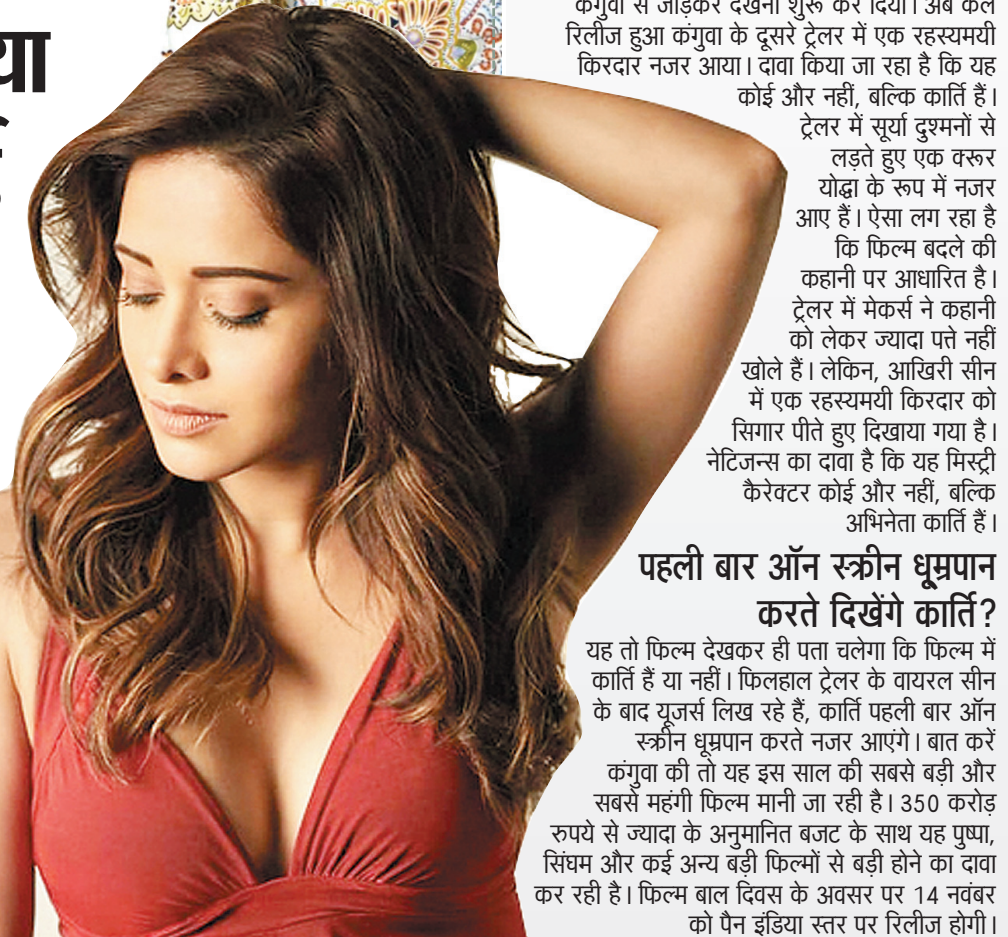 या
कंगुवा से जोड़कर देखना शुरू कर दिया। अब कल
रिलीज हुआ कंगुवा के दूसरे ट्रेलर में एक रहस्यमयी
किरदार नजर आया। दावा किया जा रहा है कि यह
कोई और नहीं, बल्कि कार्ति हैं।
ट्रेलर में सूर्या दुश्मनों से
लड़ते हुए एक क्रूर
योद्धा के रूप में नजर
आए हैं। ऐसा लग रहा है
कि फिल्म बदले की
कहानी पर आधारित है।
ट्रेलर में मेकर्स ने कहानी
को लेकर ज्यादा पत्ते नहीं
खोले हैं। लेकिन, आखिरी सीन
में एक रहस्यमयी किरदार को
सिगार पीते हुए दिखाया गया है।
नेटिजन्स का दावा है कि यह मिस्ट्री
कैरेक्टर कोई और नहीं, बल्कि
अभिनेता कार्ति हैं।
पहली बार ऑन स्क्रीन धूम्रपान
करते दिखेंगे कार्ति?
यह तो फिल्म देखकर ही पता चलेगा कि फिल्म में
कार्ति हैं या नहीं। फिलहाल ट्रेलर के वायरल सीन
के बाद यूजर्स लिख रहे हैं, कार्ति पहली बार ऑन
स्क्रीन धूम्रपान करते नजर आएंगे। बात करें
कंगुवा की तो यह इस साल की सबसे बड़ी और
सबसे महंगी फिल्म मानी जा रही है। 350 करोड़
रुपये से ज्यादा के अनुमानित बजट के साथ यह पुष्पा,
सिंघम और कई अन्य बड़ी फिल्मों से बड़ी होने का दावा
कर रही है। फिल्म बाल दिवस के अवसर पर 14 नवंबर
को पैन इंडिया स्तर पर रिलीज होगी।